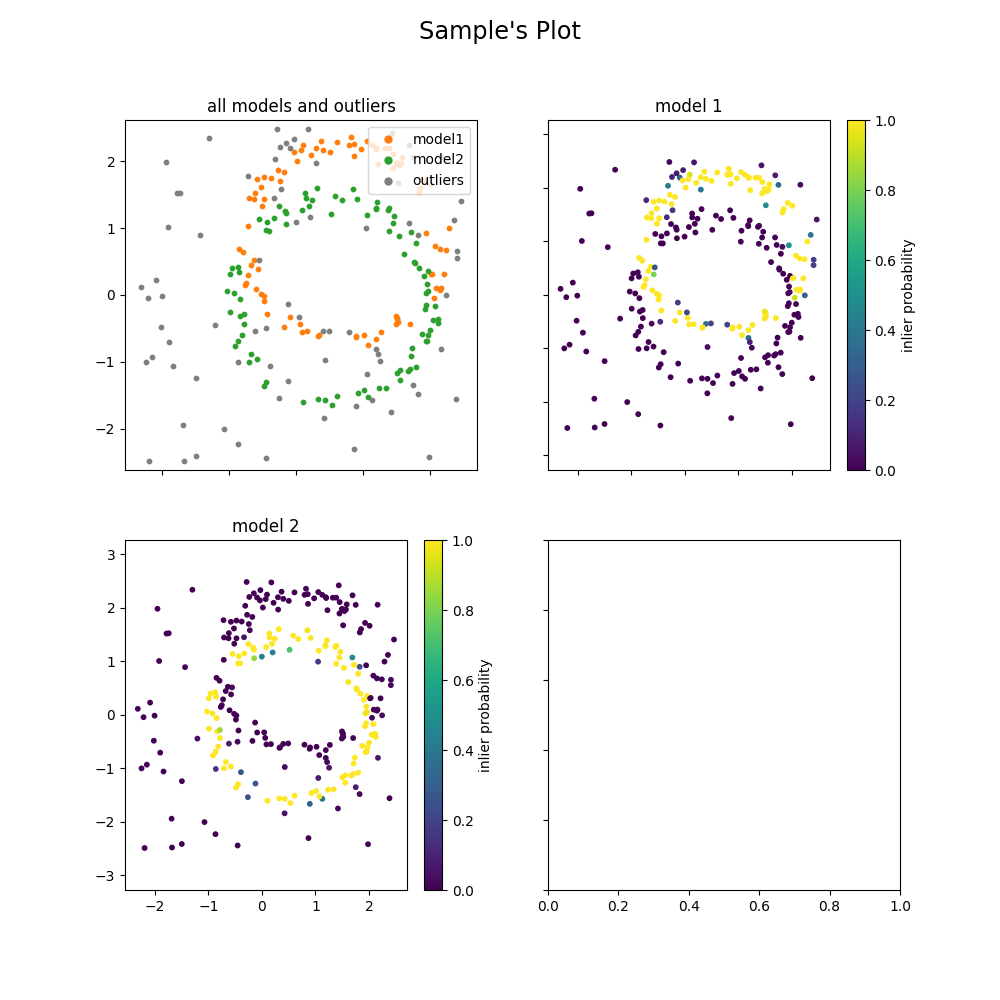 Sample's Plot
all models and outliers
model1
model2
outliers
2
1
0
−1
−2
model 1
1.0
0.8
0.6
0.4
0.2
0.0
inlier probability
model 2
3
2
1
0
−1
−2
−3
−2 −1 0 1 2
1.0
0.8
0.6
0.4
0.2
0.0
inlier probability
0.0 0.2 0.4 0.6 0.8 1.0